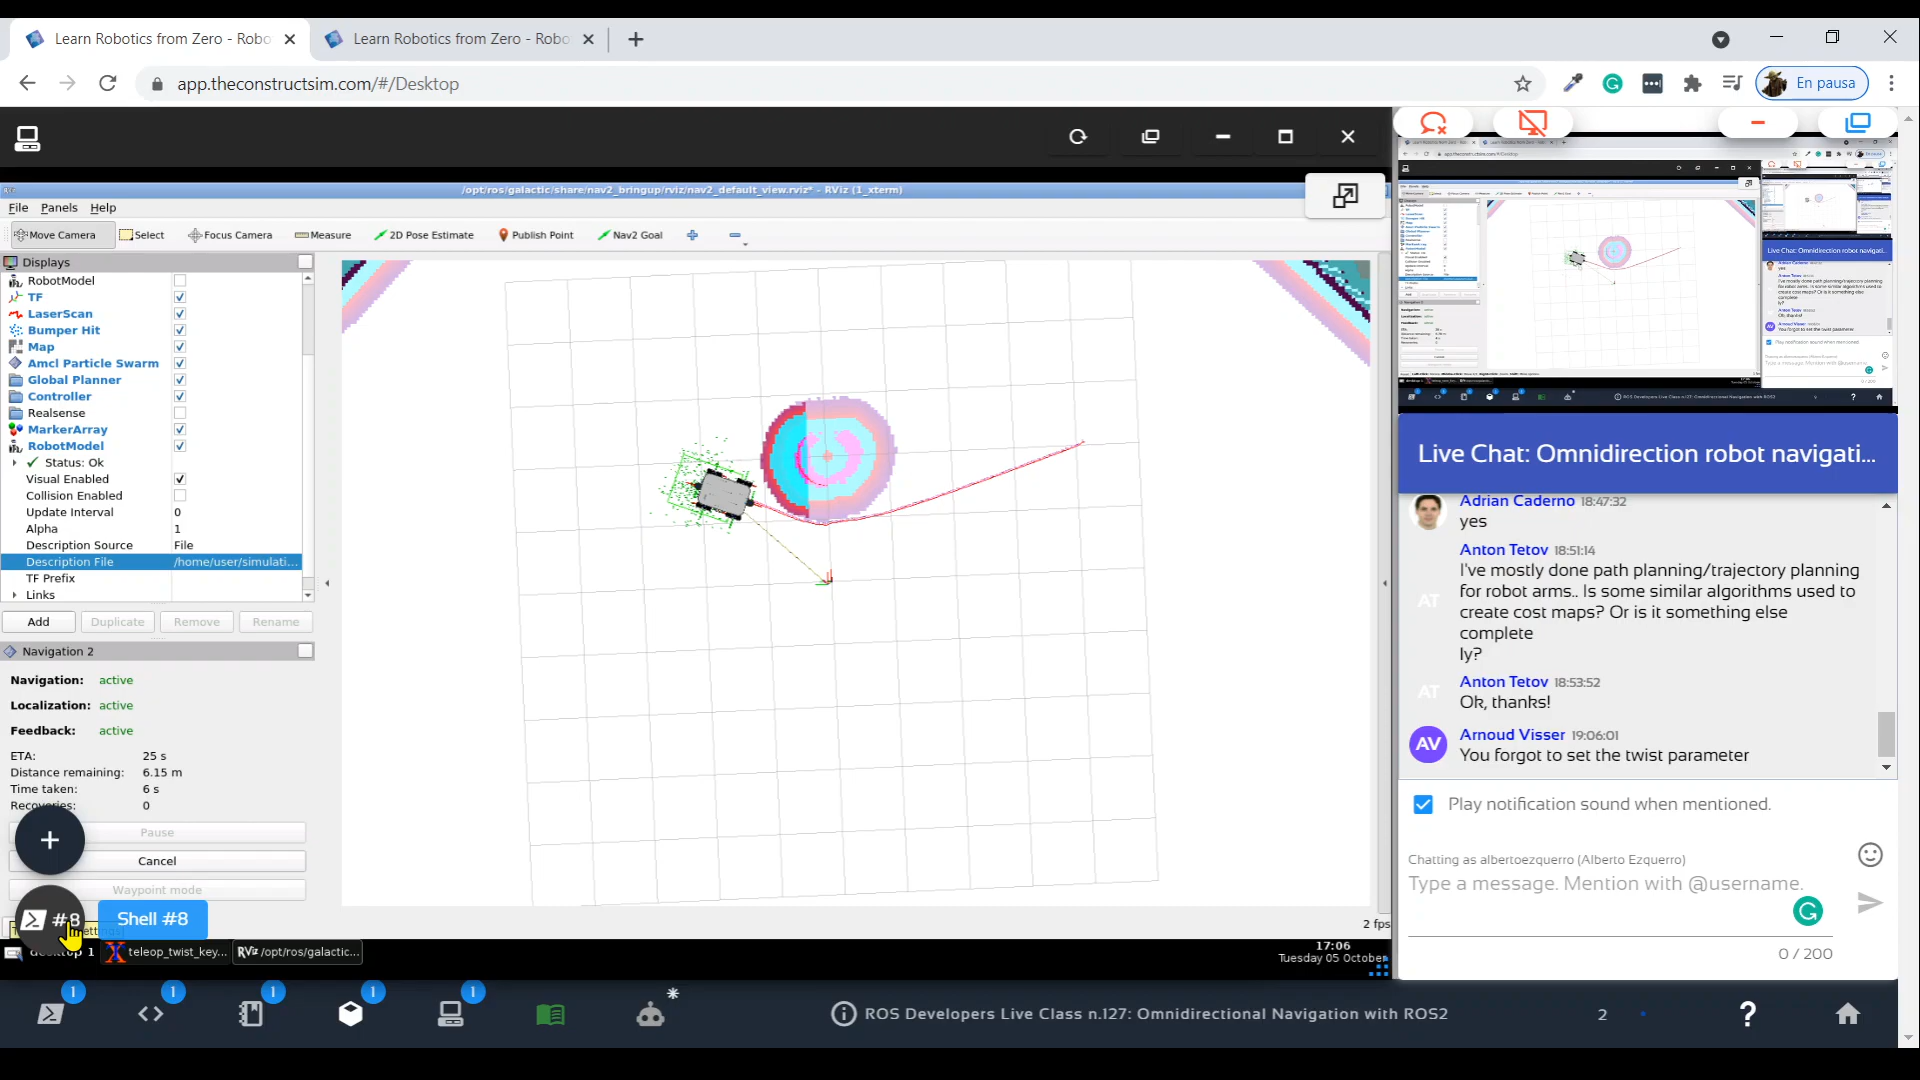 Learn Robotics from Zero - Robo
Learn Robotics from Zero - Robo
app.theconstructsim.com/#/Desktop
En pausa
/opt/ros/galactic/share/nav2_bringup/rviz/nav2_default_view.rviz* - RViz (1_xterm)
File Panels Help
Move Camera Select Focus Camera Measure 2D Pose Estimate Publish Point Nav2 Goal
Displays
RobotModel
TF
LaserScan
Bumper Hit
Map
Amcl Particle Swarm
Global Planner
Controller
Realsense
MarkerArray
RobotModel
Status: Ok
Visual Enabled
Collision Enabled
Update Interval 0
Alpha 1
Description Source File
Description File /home/user/simulati...
TF Prefix
Links
Add Duplicate Remove Rename
Navigation 2
Navigation: active
Localization: active
Feedback: active
ETA: 25 s
Distance remaining: 6.15 m
Time taken: 6 s
Recoveries: 0
Pause
Cancel
Waypoint mode
#8
Shell #8
2 fps
1 teleop_twist_key... RViz /opt/ros/galactic...
17:06
Tuesday 05 October
Live Chat: Omnidirection robot navigati...
Adrian Caderno 18:47:32
yes
Anton Tetov 18:51:14
I've mostly done path planning/trajectory planning
for robot arms.. Is some similar algorithms used to
create cost maps? Or is it something else
complete
ly?
AT
Anton Tetov 18:53:52
Ok, thanks!
AT
Arnoud Visser 19:06:01
You forgot to set the twist parameter
AV
Play notification sound when mentioned.
Chatting as albertoezquerro (Alberto Ezquerro)
Type a message. Mention with @username.
0 / 200
1 1 1 1 1
ROS Developers Live Class n.127: Omnidirectional Navigation with ROS2
2
?